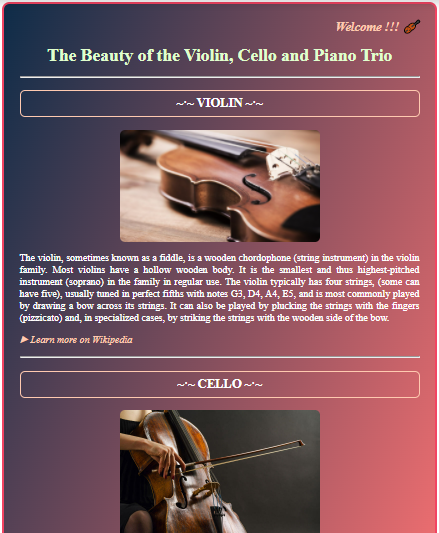 Welcome !!! 🎻
The Beauty of the Violin, Cello and Piano Trio
~·~ VIOLIN ~·~
The violin, sometimes known as a fiddle, is a wooden chordophone (string instrument) in the violin
family. Most violins have a hollow wooden body. It is the smallest and thus highest-pitched
instrument (soprano) in the family in regular use. The violin typically has four strings, (some can
have five), usually tuned in perfect fifths with notes G3, D4, A4, E5, and is most commonly played
by drawing a bow across its strings. It can also be played by plucking the strings with the fingers
(pizzicato) and, in specialized cases, by striking the strings with the wooden side of the bow.
▶ Learn more on Wikipedia
~·~ CELLO ~·~